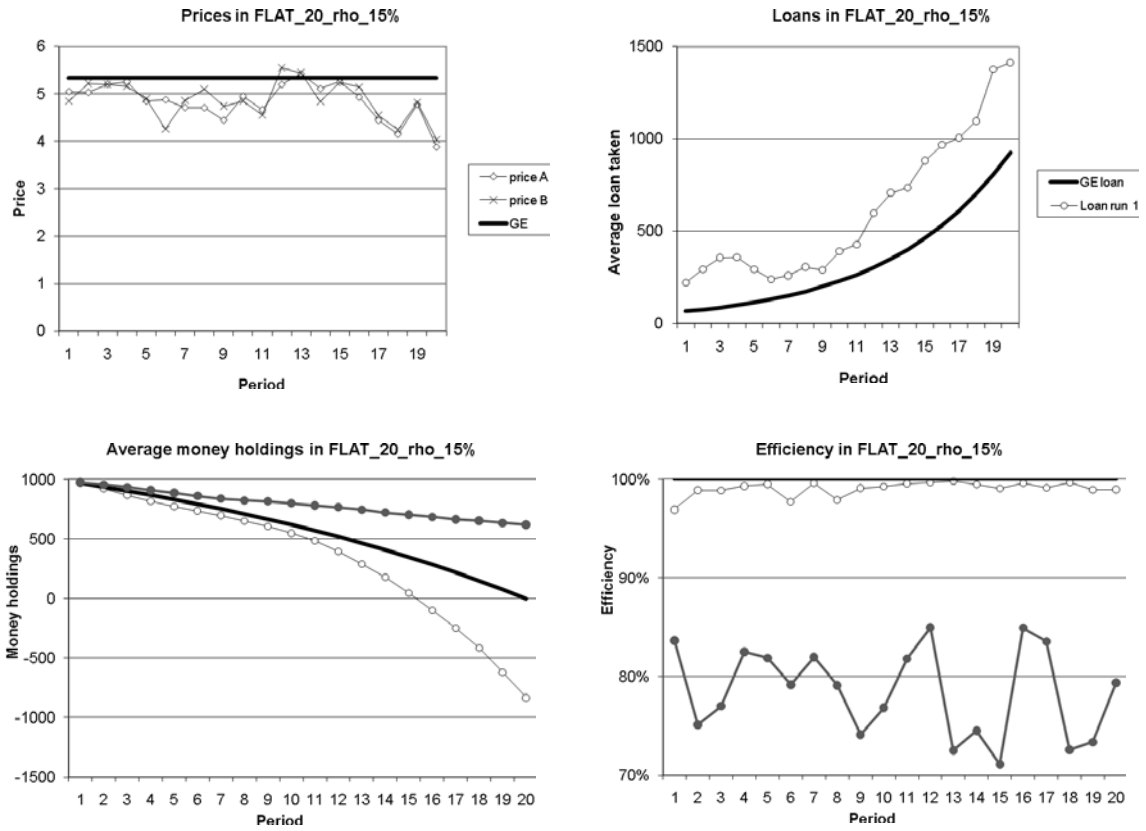 Prices in FLAT_20_rho_15%
6
5
4
5
3
2
1
0
Price
1 3 5 7 9 11 13 15 17 19
Period
price A
price B
GE
Loans in FLAT_20_rho_15%
1500
1000
500
0
Average loan taken
1 3 5 7 9 11 13 15 17 19
Period
GE loan
Loan run 1
Average money holdings in FLAT_20_rho_15%
1000
500
0
-500
-1000
-1500
Money holdings
1 2 3 4 5 6 7 8 9 10 11 12 13 14 15 16 17 18 19 20
Period
Efficiency in FLAT_20_rho_15%
100%
90%
80%
70%
Efficiency
1 2 3 4 5 6 7 8 9 10 11 12 13 14 15 16 17 18 19 20
Period